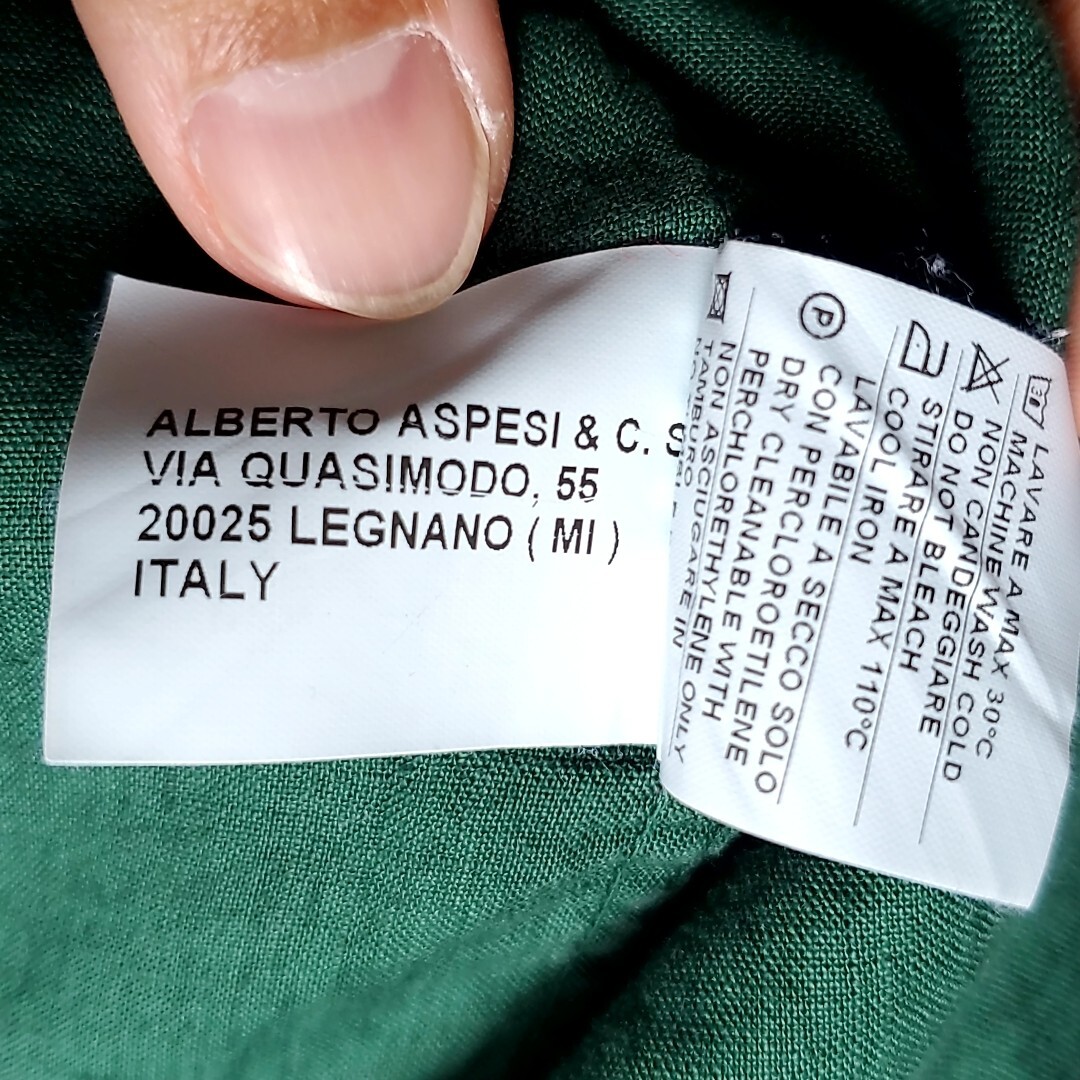 ALBERTO ASPESI & C. S
VIA QUASIMODO, 55
20025 LEGNANO ( MI )
ITALY
LAVARE A MAX 30°C
MACHINE WASH COLD
NON CANDEGGIARE
DO NOT BLEACH
STIRARE A MAX 110°C
COOL IRON
LAVABILE A SECCO SOLO
CON PERCLOROETILENE
DRY CLEANABLE WITH
PERCHLORETHYLENE ONLY
NON ASCIUGARE IN
TAMBURO